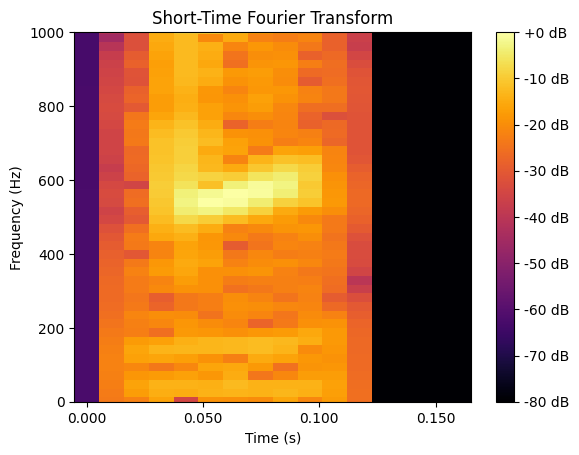 Short-Time Fourier Transform
1000
800
600
400
200
0
Frequency (Hz)
0.000
0.050
0.100
0.150
Time (s)
+0 dB
-10 dB
-20 dB
-30 dB
-40 dB
-50 dB
-60 dB
-70 dB
-80 dB